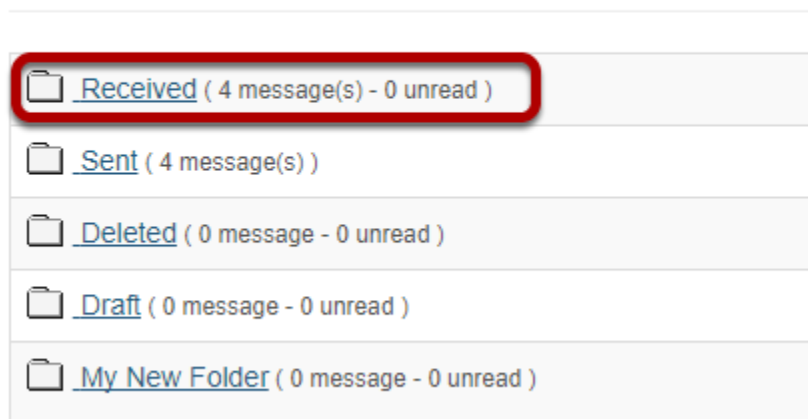 Received ( 4 message(s) - 0 unread )
Sent ( 4 message(s) )
Deleted ( 0 message - 0 unread )
Draft ( 0 message - 0 unread )
My New Folder ( 0 message - 0 unread )